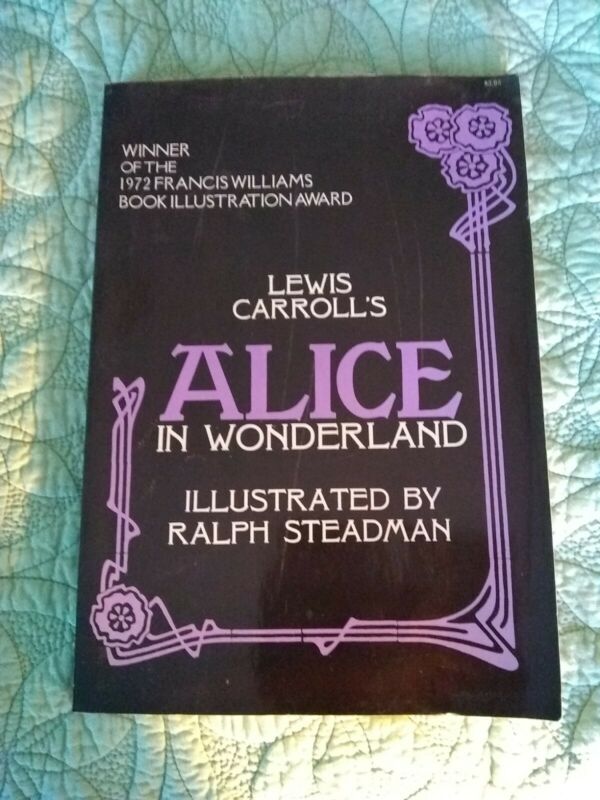 WINNER
OF THE
1972 FRANCIS WILLIAMS
BOOK ILLUSTRATION AWARD
LEWIS
CARROLL'S
ALICE
IN WONDERLAND
ILLUSTRATED BY
RALPH STEADMAN